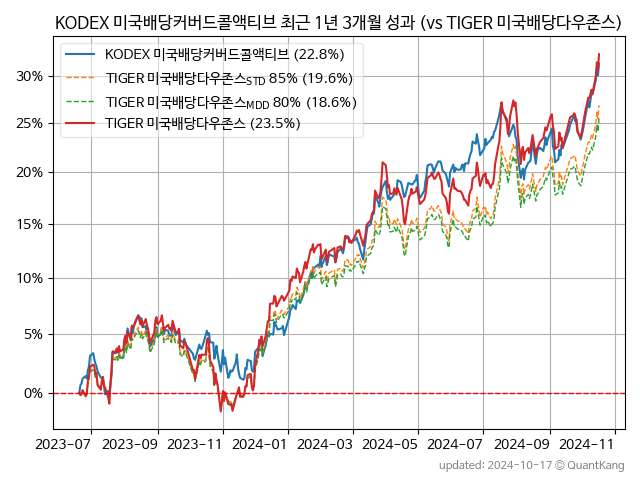 KODEX 미국배당커버드콜액티브 최근 1년 3개월 성과 (vs TIGER 미국배당다우존스)
KODEX 미국배당커버드콜액티브 (22.8%)
TIGER 미국배당다우존스STD 85% (19.6%)
TIGER 미국배당다우존스MDD 80% (18.6%)
TIGER 미국배당다우존스 (23.5%)
30%
25%
20%
15%
10%
5%
0%
2023-07 2023-09 2023-11 2024-01 2024-03 2024-05 2024-07 2024-09 2024-11
updated: 2024-10-17 © QuantKang